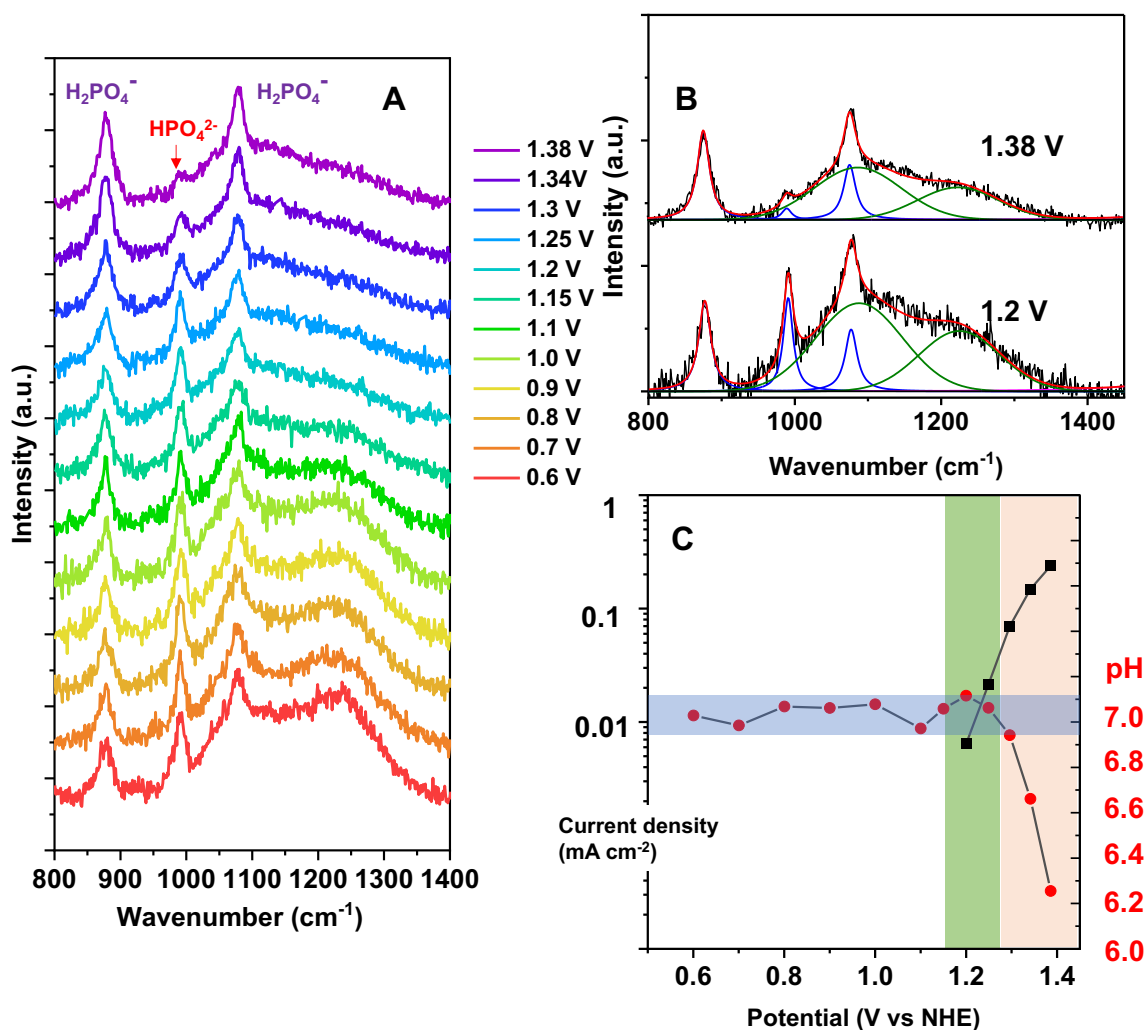 A
H₂PO₄⁻
H₂PO₄⁻
HPO₄²⁻
1.38 V
1.34V
1.3 V
1.25 V
1.2 V
1.15 V
1.1 V
1.0 V
0.9 V
0.8 V
0.7 V
0.6 V
Intensity (a.u.)
800 900 1000 1100 1200 1300 1400
Wavenumber (cm⁻¹)
B
1.38 V
1.2 V
Intensity (a.u.)
800 1000 1200 1400
Wavenumber (cm⁻¹)
C
1
0.1
0.01
Current density
(mA cm⁻²)
pH
7.0
6.8
6.6
6.4
6.2
6.0
0.6 0.8 1.0 1.2 1.4
Potential (V vs NHE)